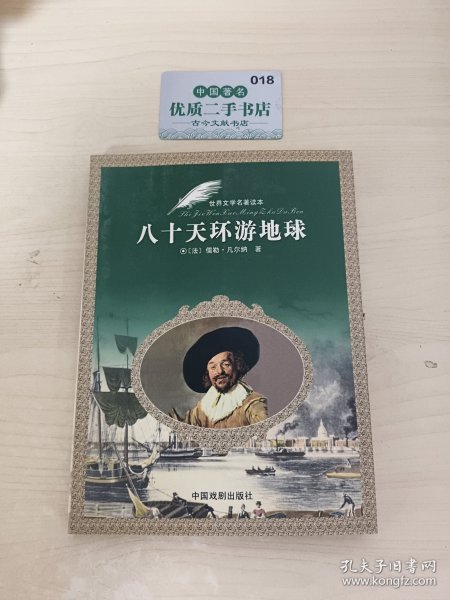 018
中国著名
优质二手书店
古今文献书店
世界文学名著读本
Shi Jie Wen Xue Ming Zhu Du Ben
八十天环游地球
〔法〕儒勒·凡尔纳 著
中国戏剧出版社
孔夫子旧书网
www.kongfz.com